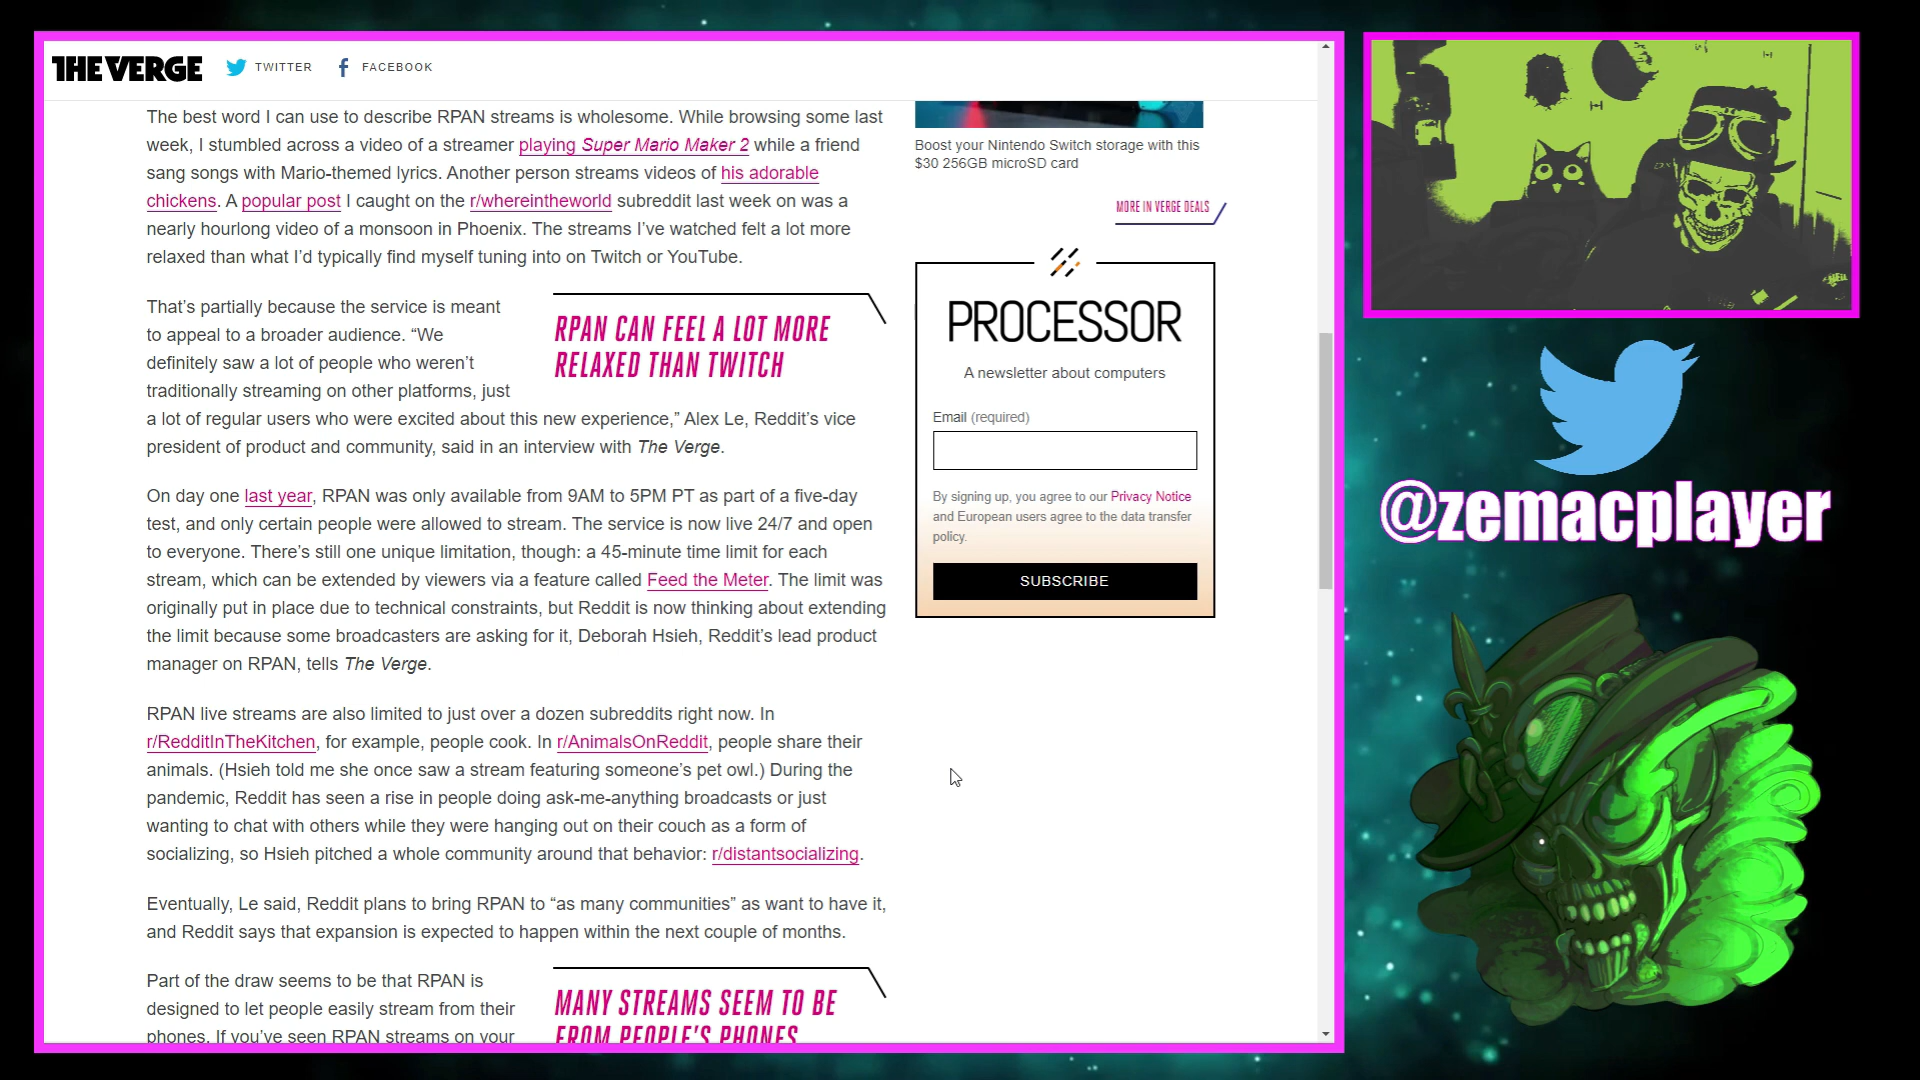 THE VERGE TWITTER FACEBOOK
The best word I can use to describe RPAN streams is wholesome. While browsing some last
week, I stumbled across a video of a streamer playing Super Mario Maker 2 while a friend
sang songs with Mario-themed lyrics. Another person streams videos of his adorable
chickens. A popular post I caught on the r/whereintheworld subreddit last week on was a
nearly hourlong video of a monsoon in Phoenix. The streams I’ve watched felt a lot more
relaxed than what I’d typically find myself tuning into on Twitch or YouTube.
That’s partially because the service is meant
to appeal to a broader audience. “We
definitely saw a lot of people who weren’t
traditionally streaming on other platforms, just
a lot of regular users who were excited about this new experience,” Alex Le, Reddit’s vice
president of product and community, said in an interview with The Verge.
RPAN CAN FEEL A LOT MORE
RELAXED THAN TWITCH
On day one last year, RPAN was only available from 9AM to 5PM PT as part of a five-day
test, and only certain people were allowed to stream. The service is now live 24/7 and open
to everyone. There’s still one unique limitation, though: a 45-minute time limit for each
stream, which can be extended by viewers via a feature called Feed the Meter. The limit was
originally put in place due to technical constraints, but Reddit is now thinking about extending
the limit because some broadcasters are asking for it, Deborah Hsieh, Reddit’s lead product
manager on RPAN, tells The Verge.
RPAN live streams are also limited to just over a dozen subreddits right now. In
r/RedditInTheKitchen, for example, people cook. In r/AnimalsOnReddit, people share their
animals. (Hsieh told me she once saw a stream featuring someone’s pet owl.) During the
pandemic, Reddit has seen a rise in people doing ask-me-anything broadcasts or just
wanting to chat with others while they were hanging out on their couch as a form of
socializing, so Hsieh pitched a whole community around that behavior: r/distantsocializing.
Eventually, Le said, Reddit plans to bring RPAN to “as many communities” as want to have it,
and Reddit says that expansion is expected to happen within the next couple of months.
Part of the draw seems to be that RPAN is
designed to let people easily stream from their
phones. If you’ve seen RPAN streams on your
MANY STREAMS SEEM TO BE
FROM PEOPLE’S PHONES
Boost your Nintendo Switch storage with this
$30 256GB microSD card
MORE IN VERGE DEALS
PROCESSOR
A newsletter about computers
Email (required)
By signing up, you agree to our Privacy Notice
and European users agree to the data transfer
policy.
SUBSCRIBE
@zemacplayer